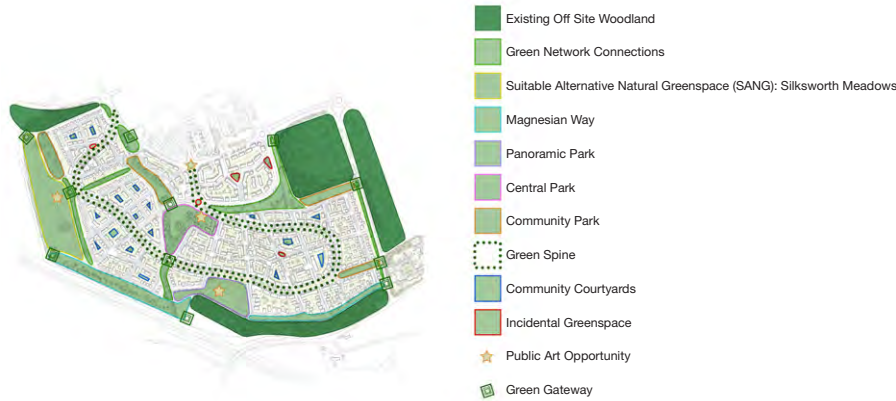 Existing Off Site Woodland
Green Network Connections
Suitable Alternative Natural Greenspace (SANG): Silksworth Meadows
Magnesian Way
Panoramic Park
Central Park
Community Park
Green Spine
Community Courtyards
Incidental Greenspace
Public Art Opportunity
Green Gateway